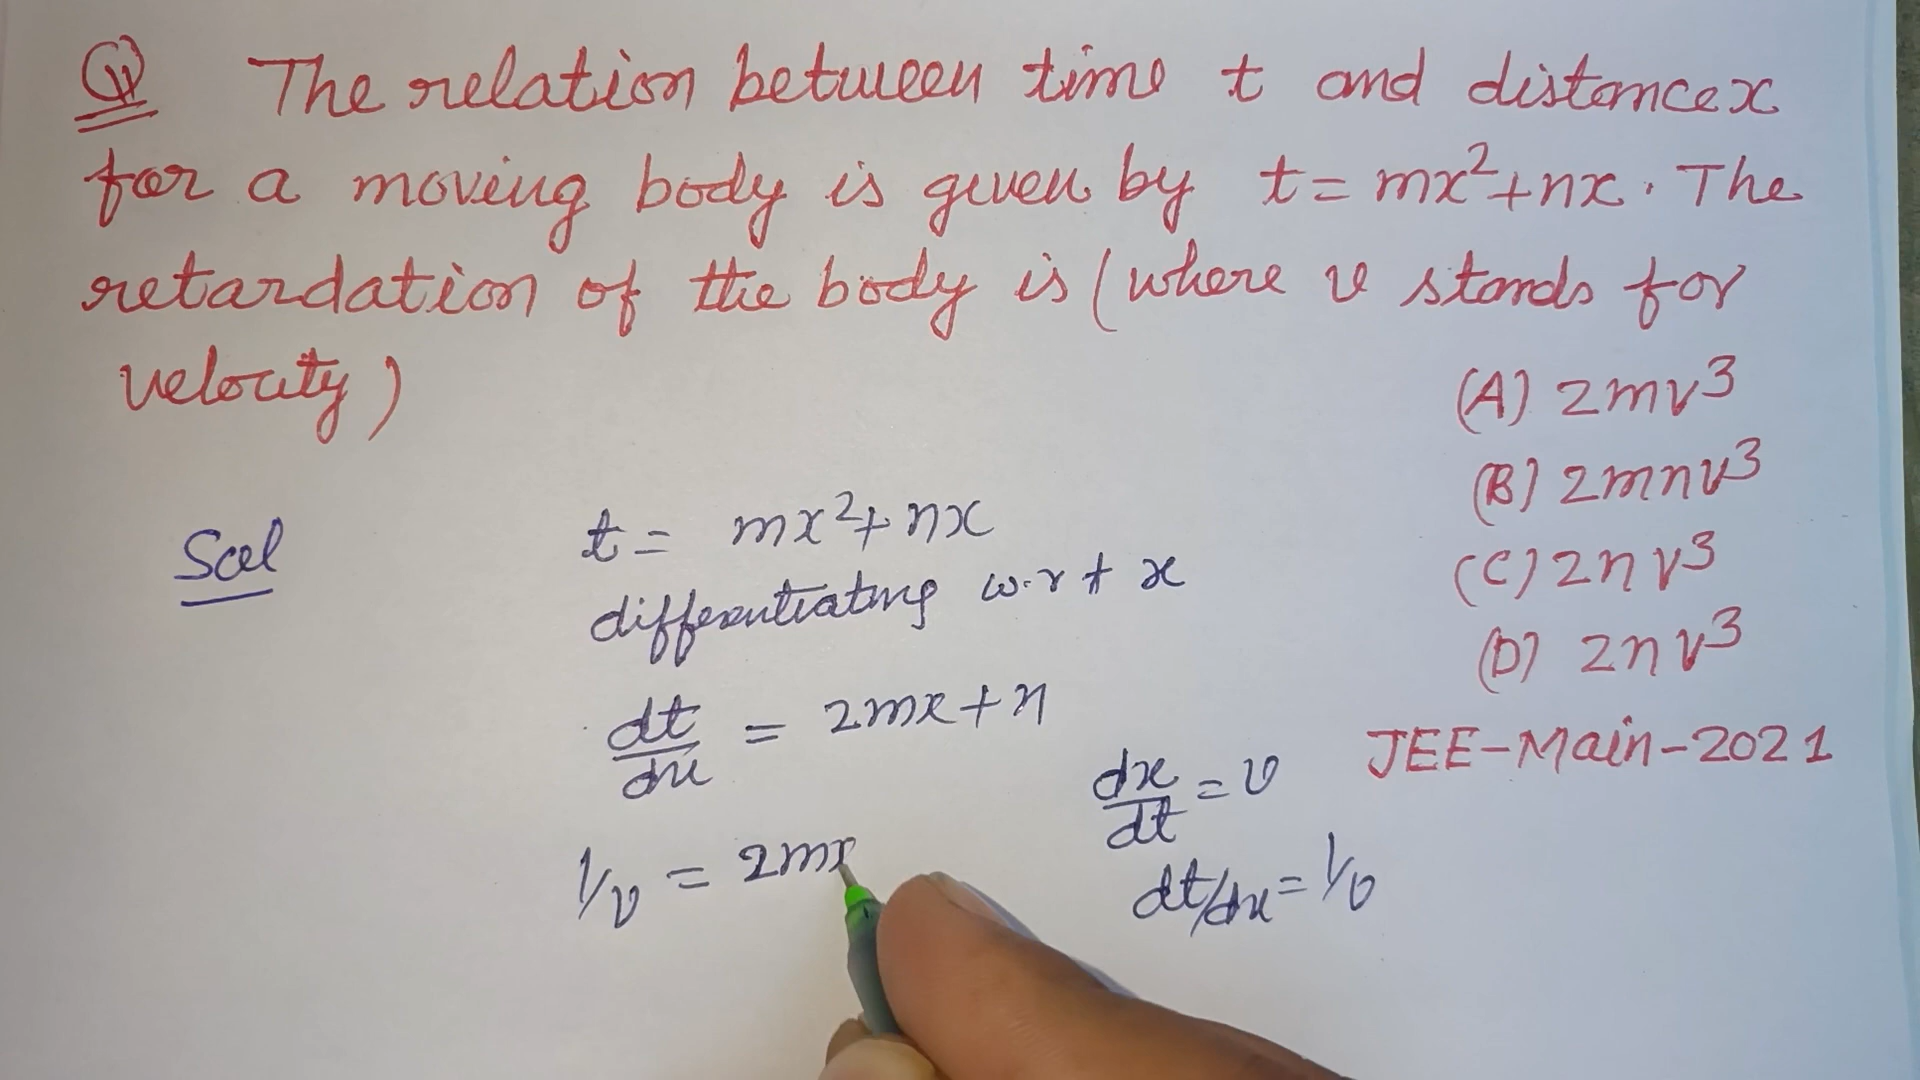 Q The relation between time t and distance x
for a moving body is given by t = mx²+nx. The
retardation of the body is (where v stands for
velocity)
(A) 2mv³
(B) 2mnv³
(C) 2nv³
(D) 2nv³
JEE-Main-2021
Sol
t = mx²+nx
differentiating w.r.t x
dt/dx = 2mx+n
dx/dt = v
dt/dx = 1/v
1/v = 2mx